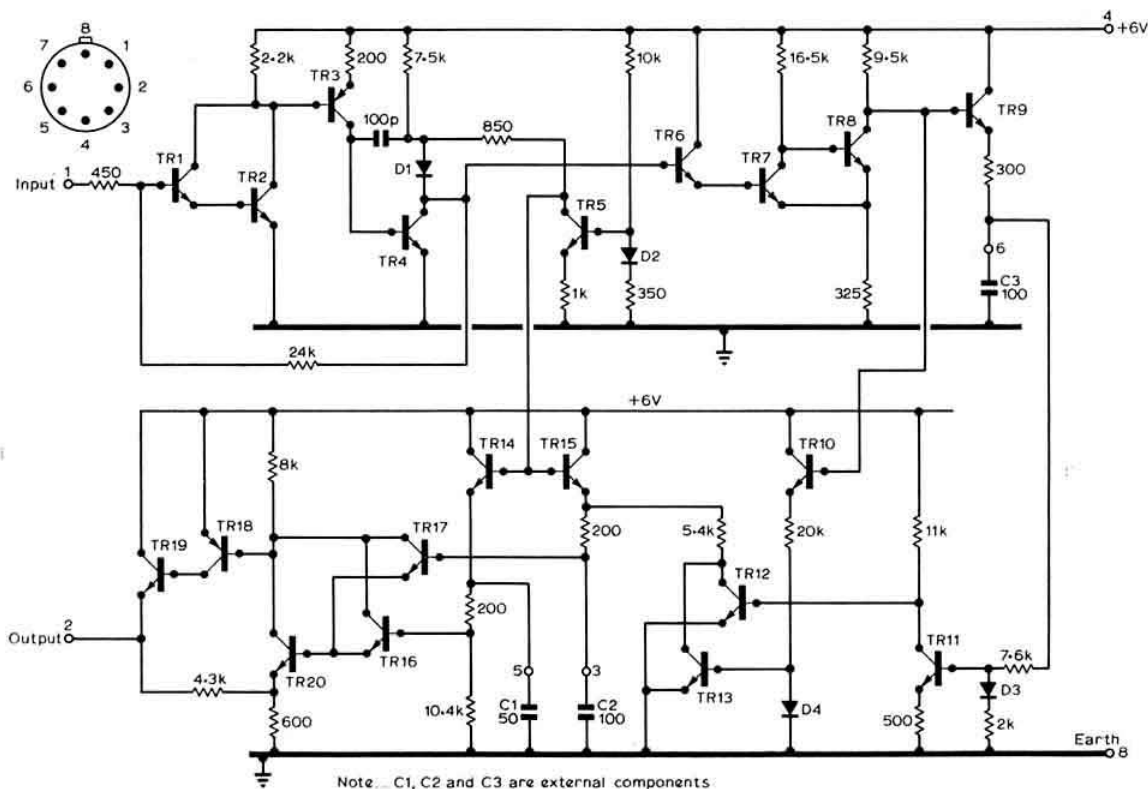 8
7
1
6
2
5
3
4
4
+6V
2·2k
200
7·5k
10k
16·5k
9·5k
TR3
100p
850
TR6
TR8
TR9
TR7
300
Input
1
450
TR1
TR2
D1
TR4
TR5
D2
6
C3
100
1k
350
325
24k
+6V
8k
TR14
TR15
TR10
TR19
TR18
TR17
200
5·4k
20k
11k
TR12
Output
2
TR20
TR16
200
TR13
TR11
7·6k
4·3k
5
3
D4
D3
600
10·4k
C1
50
C2
100
500
2k
Earth
8
Note... C1, C2 and C3 are external components